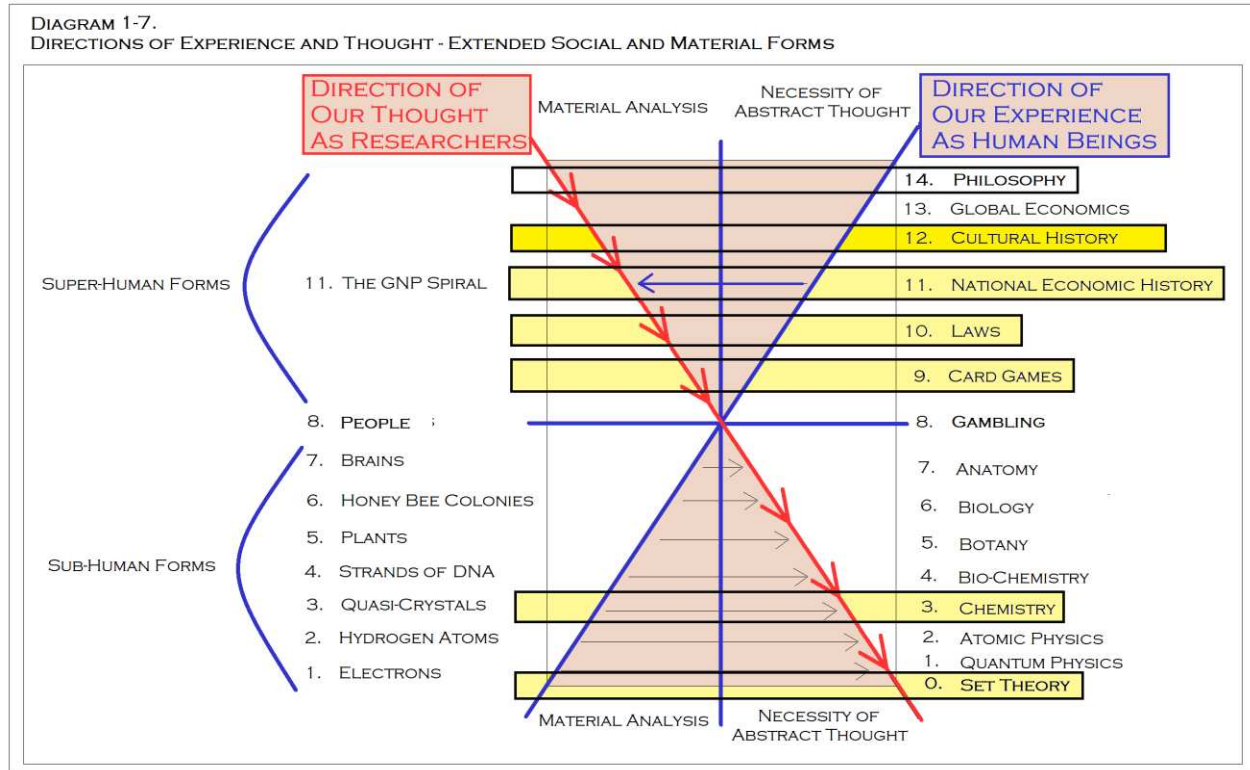 DIAGRAM 1-7.
DIRECTIONS OF EXPERIENCE AND THOUGHT - EXTENDED SOCIAL AND MATERIAL FORMS
DIRECTION OF
OUR THOUGHT
AS RESEARCHERS
MATERIAL ANALYSIS
NECESSITY OF
ABSTRACT THOUGHT
DIRECTION OF
OUR EXPERIENCE
AS HUMAN BEINGS
14. PHILOSOPHY
13. GLOBAL ECONOMICS
12. CULTURAL HISTORY
SUPER-HUMAN FORMS
11. THE GNP SPIRAL
11. NATIONAL ECONOMIC HISTORY
10. LAWS
9. CARD GAMES
8. PEOPLE ;
8. GAMBLING
7. BRAINS
7. ANATOMY
6. HONEY BEE COLONIES
6. BIOLOGY
5. PLANTS
5. BOTANY
SUB-HUMAN FORMS
4. STRANDS OF DNA
4. BIO-CHEMISTRY
3. QUASI-CRYSTALS
3. CHEMISTRY
2. HYDROGEN ATOMS
2. ATOMIC PHYSICS
1. ELECTRONS
1. QUANTUM PHYSICS
0. SET THEORY
MATERIAL ANALYSIS
NECESSITY OF
ABSTRACT THOUGHT